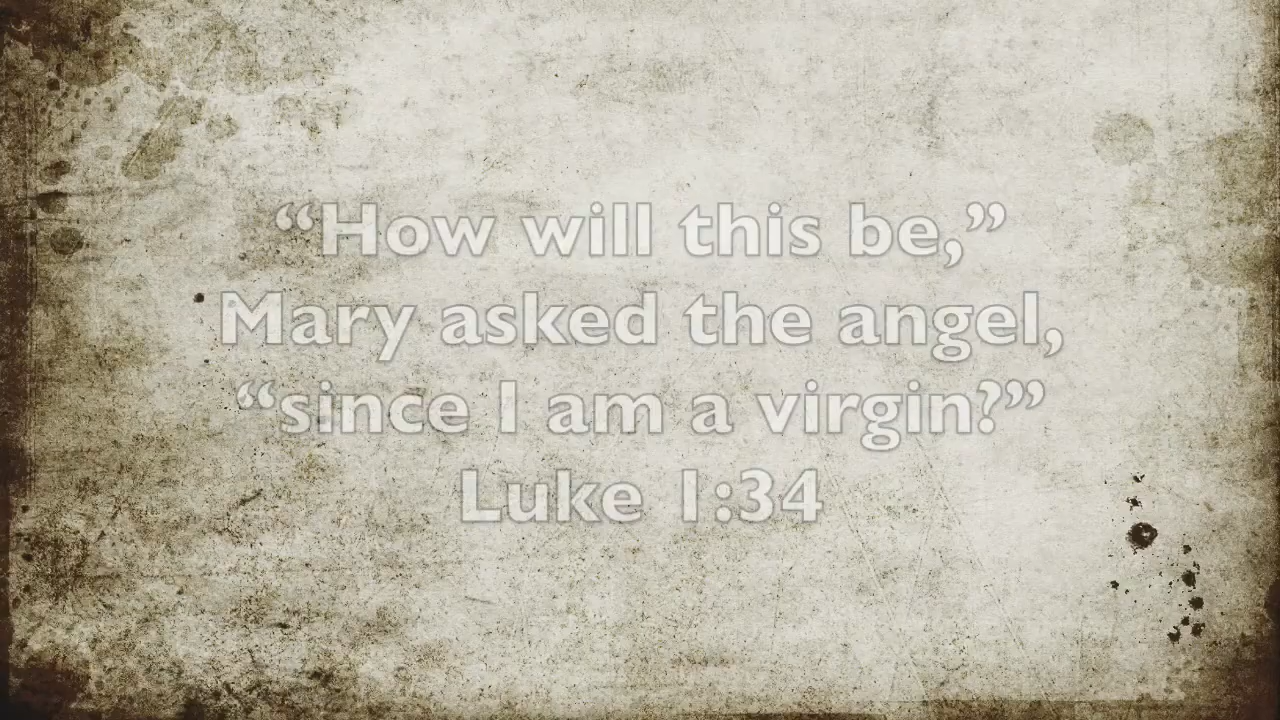 “How will this be,”
Mary asked the angel,
“since I am a virgin?”
Luke 1:34